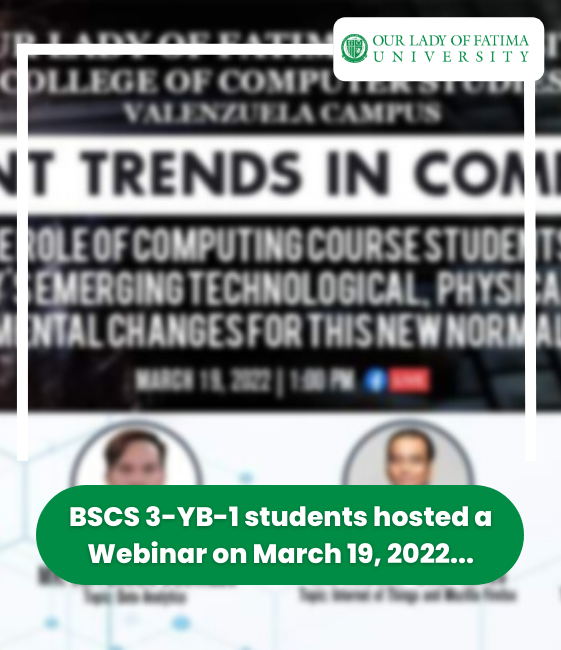 OUR LADY OF FATIMA
UNIVERSITY
UR LADY OF FATIMA
COLLEGE OF COMPUTER STUDIES
VALENZUELA CAMPUS
NT TRENDS IN COM
ROLE OF COMPUTING COURSE STUDENTS
EMERGING TECHNOLOGICAL, PHYSICA
MENTAL CHANGES FOR THIS NEW NORMAL
MARCH 19, 2022 | 1:00 PM LIVE
BSCS 3-YB-1 students hosted a
Webinar on March 19, 2022...
Topic: Data Analytics
Topic: Internet of Things and Mozilla Firefox